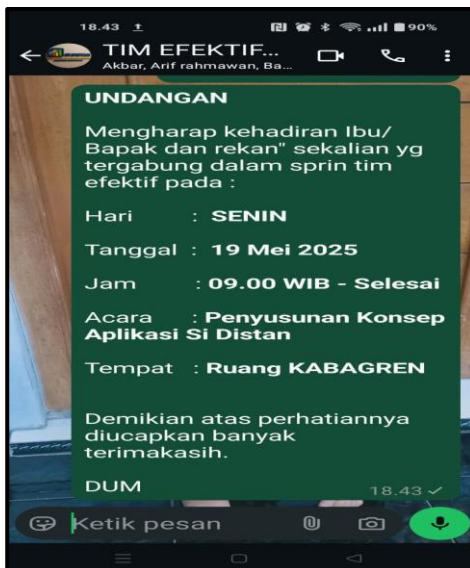 18.43
90%
TIM EFEKTIF...
Akbar, Arif rahmawan, Ba...
UNDANGAN
Mengharap kehadiran Ibu/
Bapak dan rekan" sekalian yg
tergabung dalam sprin tim
efektif pada :
Hari : SENIN
Tanggal : 19 Mei 2025
Jam : 09.00 WIB - Selesai
Acara : Penyusunan Konsep
Aplikasi Si Distan
Tempat : Ruang KABAGREN
Demikian atas perhatiannya
diucapkan banyak
terimakasih.
DUM
18.43
Ketik pesan